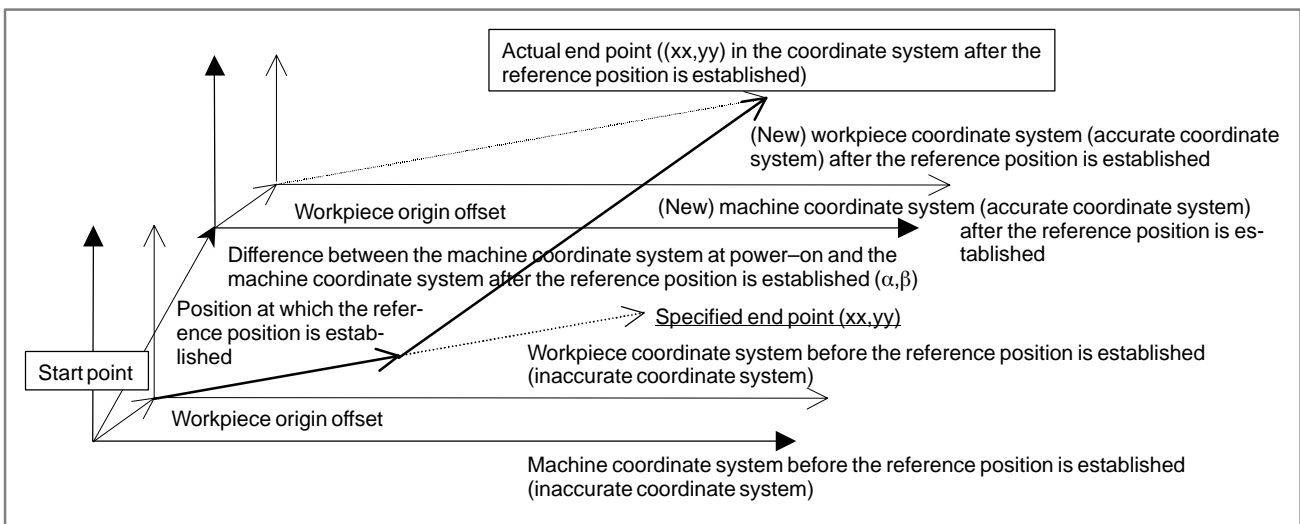 Actual end point ((xx,yy) in the coordinate system after the
reference position is established)
(New) workpiece coordinate system (accurate coordinate
system) after the reference position is established
Workpiece origin offset
(New) machine coordinate system (accurate coordinate system)
after the reference position is es-
tablished
Difference between the machine coordinate system at power–on and the
machine coordinate system after the reference position is established (α,β)
Position at which the refer-
ence position is estab-
lished
Specified end point (xx,yy)
Start point
Workpiece coordinate system before the reference position is established
(inaccurate coordinate system)
Workpiece origin offset
Machine coordinate system before the reference position is established
(inaccurate coordinate system)